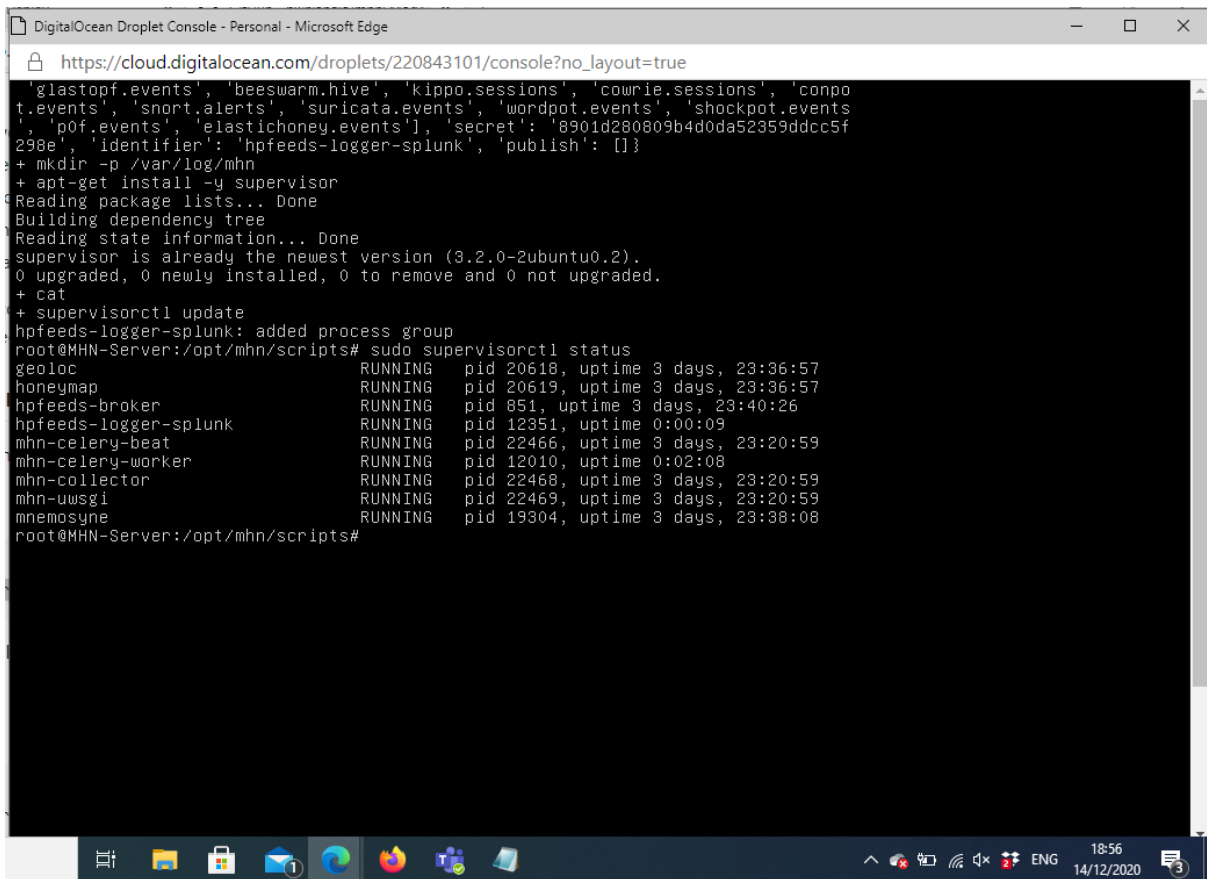 DigitalOcean Droplet Console - Personal - Microsoft Edge
https://cloud.digitalocean.com/droplets/220843101/console?no_layout=true
'glastopf.events', 'beeswarm.hive', 'kippo.sessions', 'cowrie.sessions', 'conpo
t.events', 'snort.alerts', 'suricata.events', 'wordpot.events', 'shockpot.events
', 'p0f.events', 'elastichoney.events'], 'secret': '8901d280809b4d0da52359ddcc5f
298e', 'identifier': 'hpfeeds-logger-splunk', 'publish': []}
+ mkdir -p /var/log/mhn
+ apt-get install -y supervisor
Reading package lists... Done
Building dependency tree
Reading state information... Done
supervisor is already the newest version (3.2.0-2ubuntu0.2).
0 upgraded, 0 newly installed, 0 to remove and 0 not upgraded.
+ cat
+ supervisorctl update
hpfeeds-logger-splunk: added process group
root@MHN-Server:/opt/mhn/scripts# sudo supervisorctl status
geoloc RUNNING pid 20618, uptime 3 days, 23:36:57
honeymap RUNNING pid 20619, uptime 3 days, 23:36:57
hpfeeds-broker RUNNING pid 851, uptime 3 days, 23:40:26
hpfeeds-logger-splunk RUNNING pid 12351, uptime 0:00:09
mhn-celery-beat RUNNING pid 22466, uptime 3 days, 23:20:59
mhn-celery-worker RUNNING pid 12010, uptime 0:02:08
mhn-collector RUNNING pid 22468, uptime 3 days, 23:20:59
mhn-uwsgi RUNNING pid 22469, uptime 3 days, 23:20:59
mnemosyne RUNNING pid 19304, uptime 3 days, 23:38:08
root@MHN-Server:/opt/mhn/scripts#
1
2
ENG
18:56
14/12/2020
3